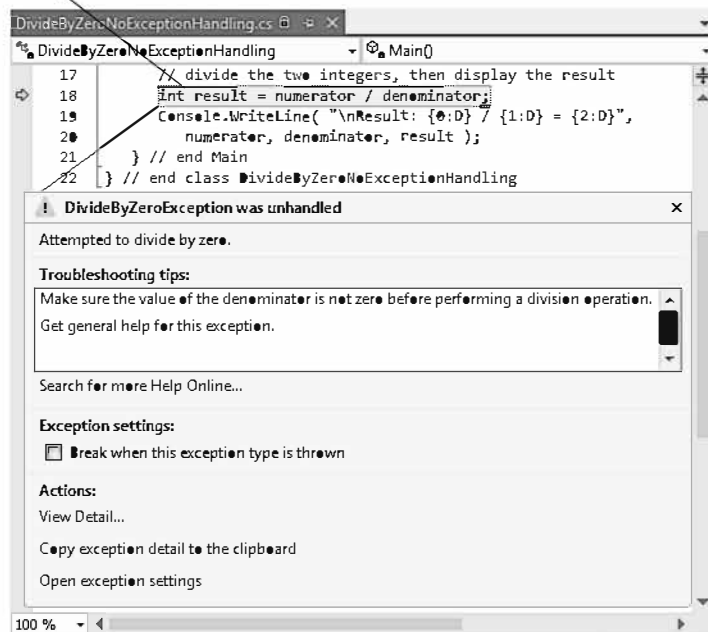 DivideByZeroNoExceptionHandling.cs
DivideByZeroNoExceptionHandling Main()
17 // divide the two integers, then display the result
18 int result = numerator / denominator;
19 Console.WriteLine( "\nResult: {0:D} / {1:D} = {2:D}",
20 numerator, denominator, result );
21 } // end Main
22 } // end class DivideByZeroNoExceptionHandling
DivideByZeroException was unhandled
Attempted to divide by zero.
Troubleshooting tips:
Make sure the value of the denominator is not zero before performing a division operation.
Get general help for this exception.
Search for more Help Online...
Exception settings:
Break when this exception type is thrown
Actions:
View Detail...
Copy exception detail to the clipboard
Open exception settings
100 %